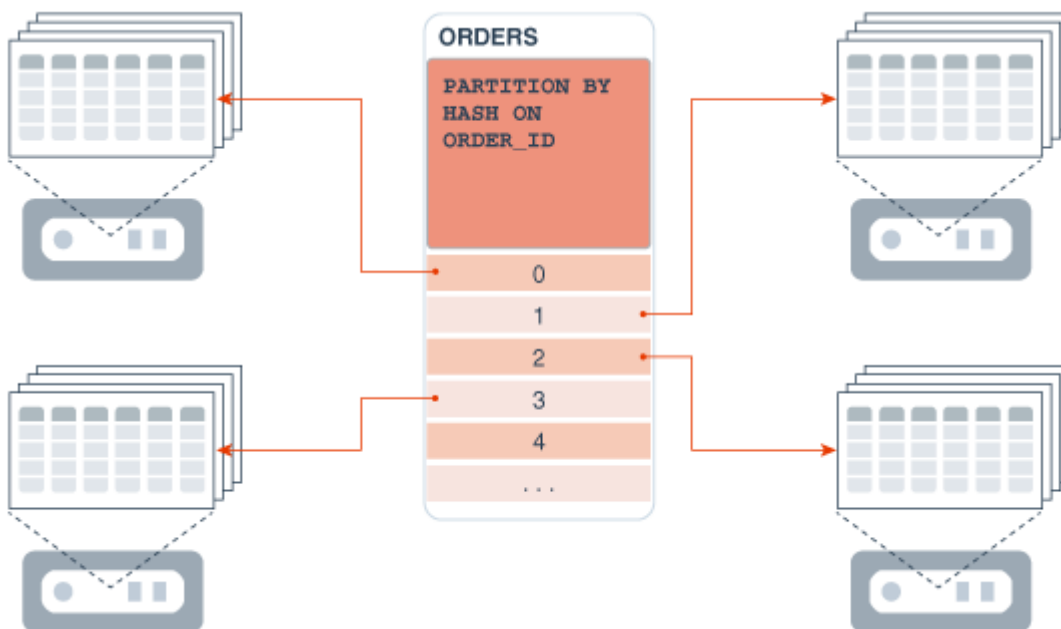 ORDERS
PARTITION BY
HASH ON
ORDER_ID
0
1
2
3
4
...